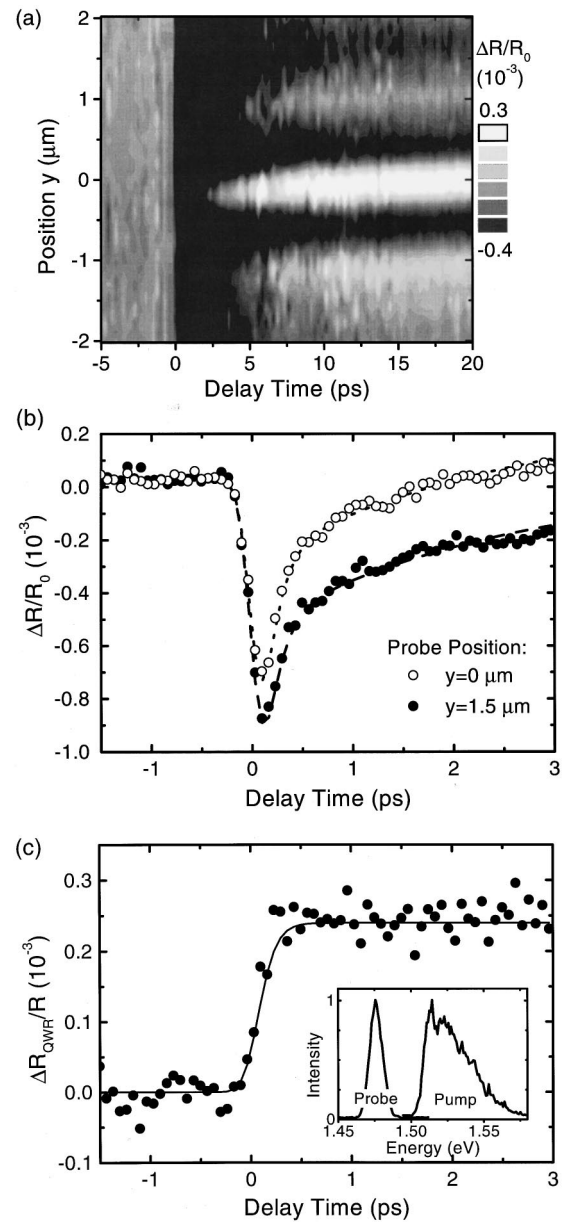 (a)
ΔR/R₀
(10⁻³)
0.3
-0.4
Position y (μm)
2
1
0
-1
-2
-5 0 5 10 15 20
Delay Time (ps)
(b)
ΔR/R₀ (10⁻³)
0.2
0.0
-0.2
-0.4
-0.6
-0.8
-1.0
Probe Position:
y=0 μm
y=1.5 μm
-1 0 1 2 3
Delay Time (ps)
(c)
ΔR_QWR/R (10⁻³)
0.3
0.2
0.1
0.0
-0.1
Intensity
1
0
Probe Pump
1.45 1.50 1.55
Energy (eV)
-1 0 1 2 3
Delay Time (ps)